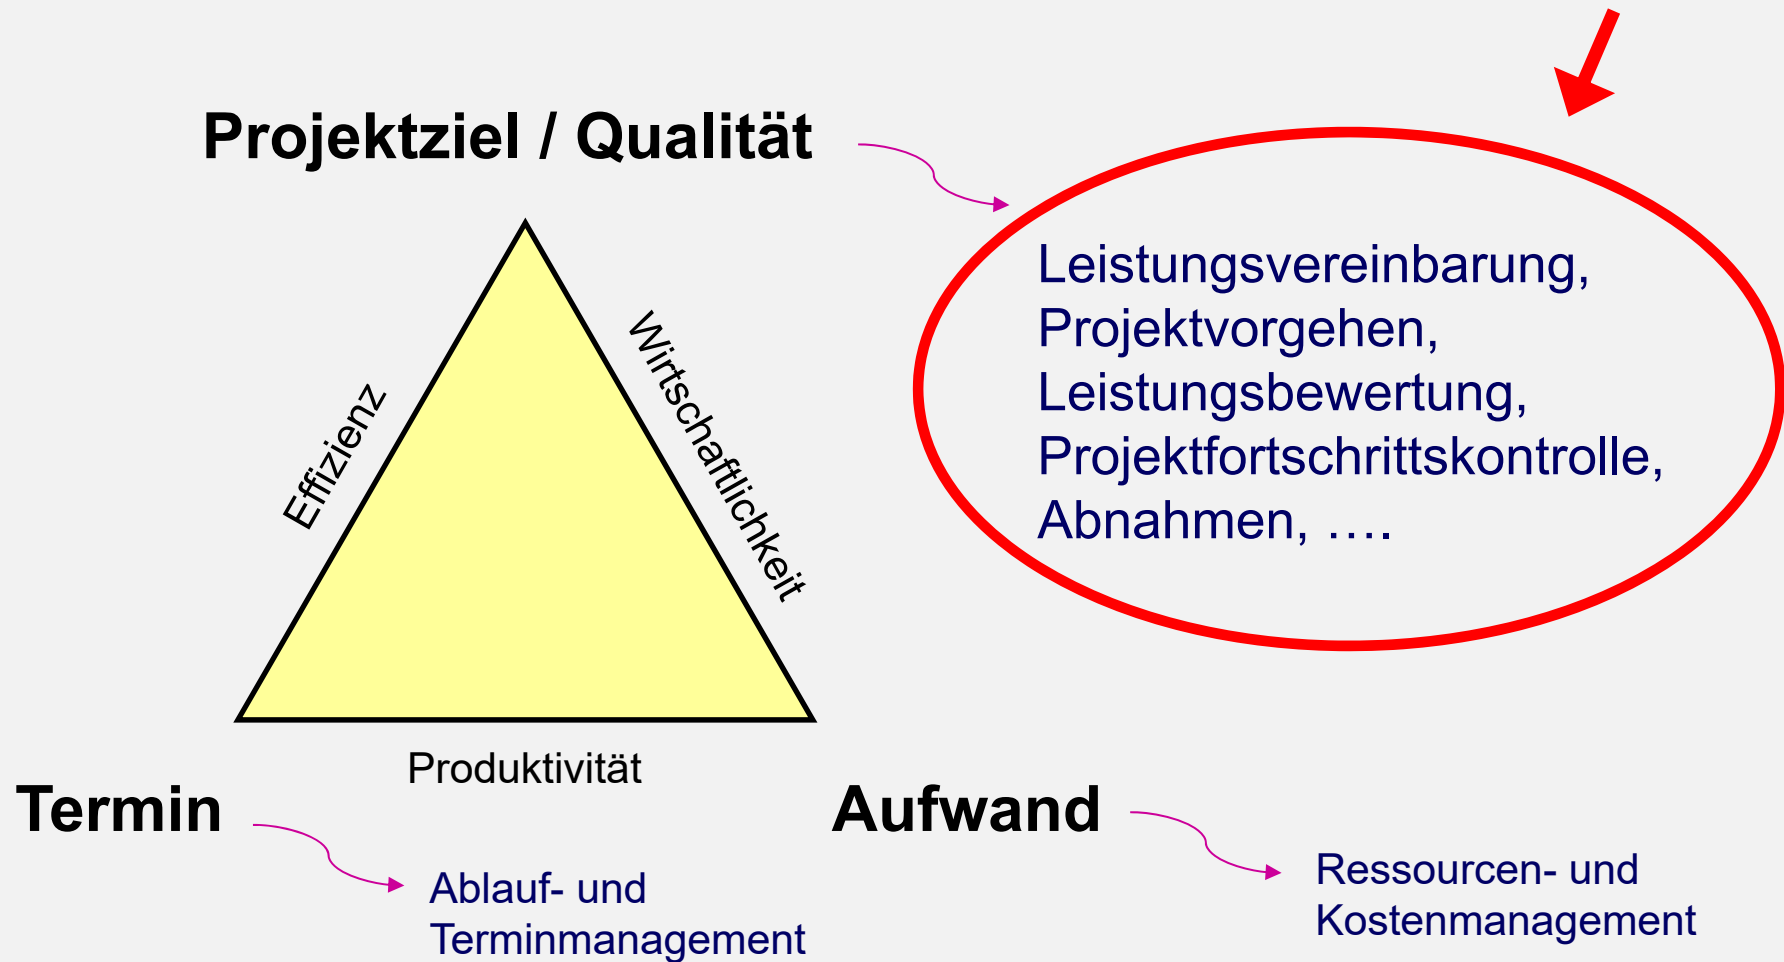 Projektziel / Qualität
Leistungsvereinbarung,
Projektvorgehen,
Leistungsbewertung,
Projektfortschrittskontrolle,
Abnahmen, ….
Effizienz
Wirtschaftlichkeit
Produktivität
Termin
Aufwand
Ablauf- und
Terminmanagement
Ressourcen- und
Kostenmanagement